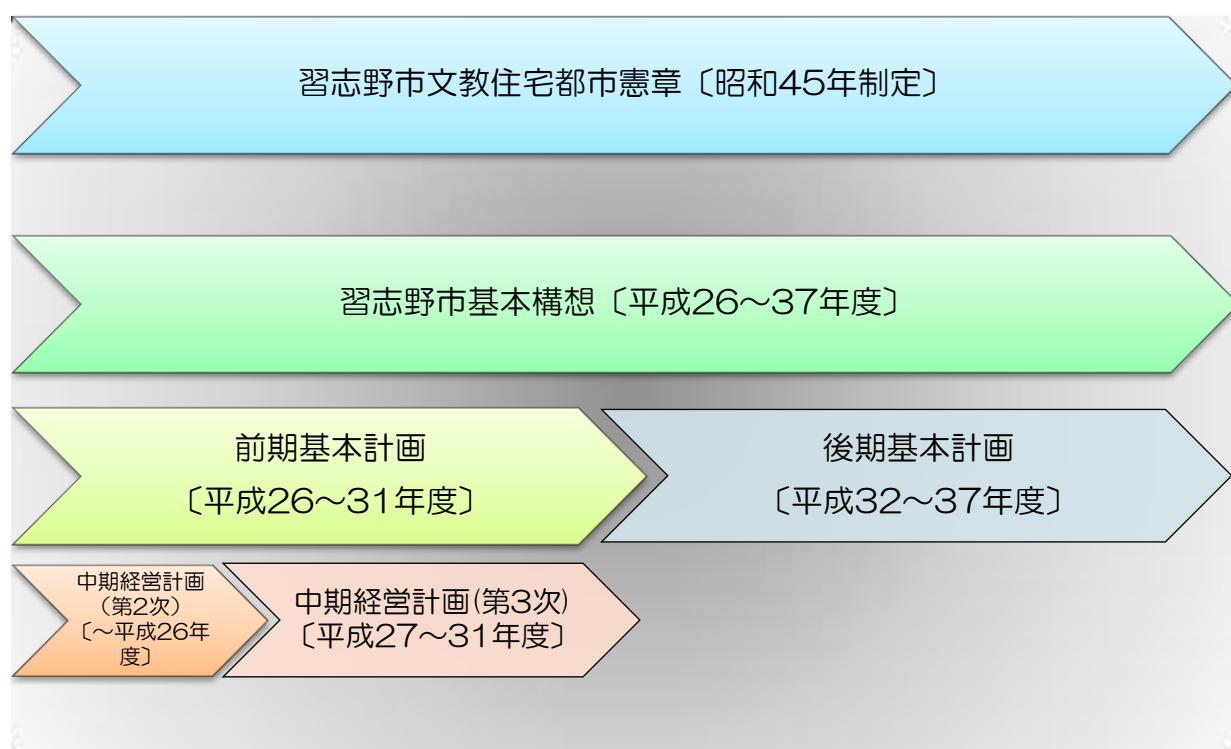 習志野市文教住宅都市憲章〔昭和45年制定〕
習志野市基本構想〔平成26～37年度〕
前期基本計画
〔平成26～31年度〕
後期基本計画
〔平成32～37年度〕
中期経営計画
（第2次）
〔～平成26年
度〕
中期経営計画(第3次)
〔平成27～31年度〕